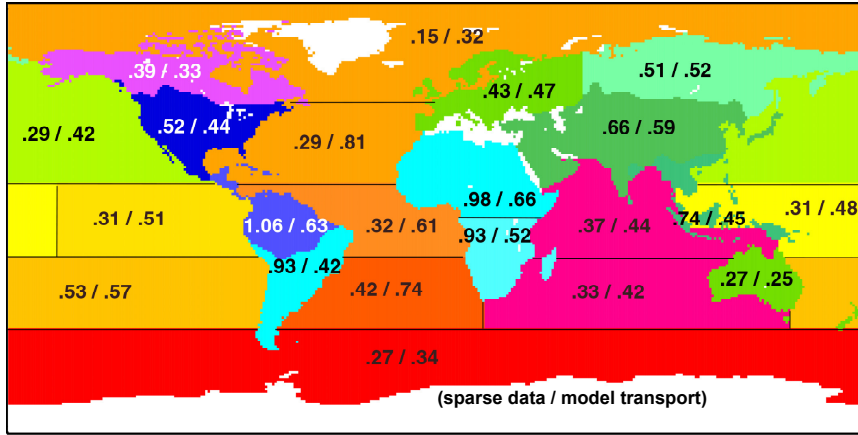 .15 / .32
.39 / .33
.51 / .52
.43 / .47
.29 / .42
.52 / .44
.29 / .81
.66 / .59
.98 / .66
.31 / .51
1.06 / .63
.32 / .61
.93 / .52
.37 / .44
.74 / .45
.31 / .48
.93 / .42
.53 / .57
.42 / .74
.33 / .42
.27 / .25
.27 / .34
(sparse data / model transport)